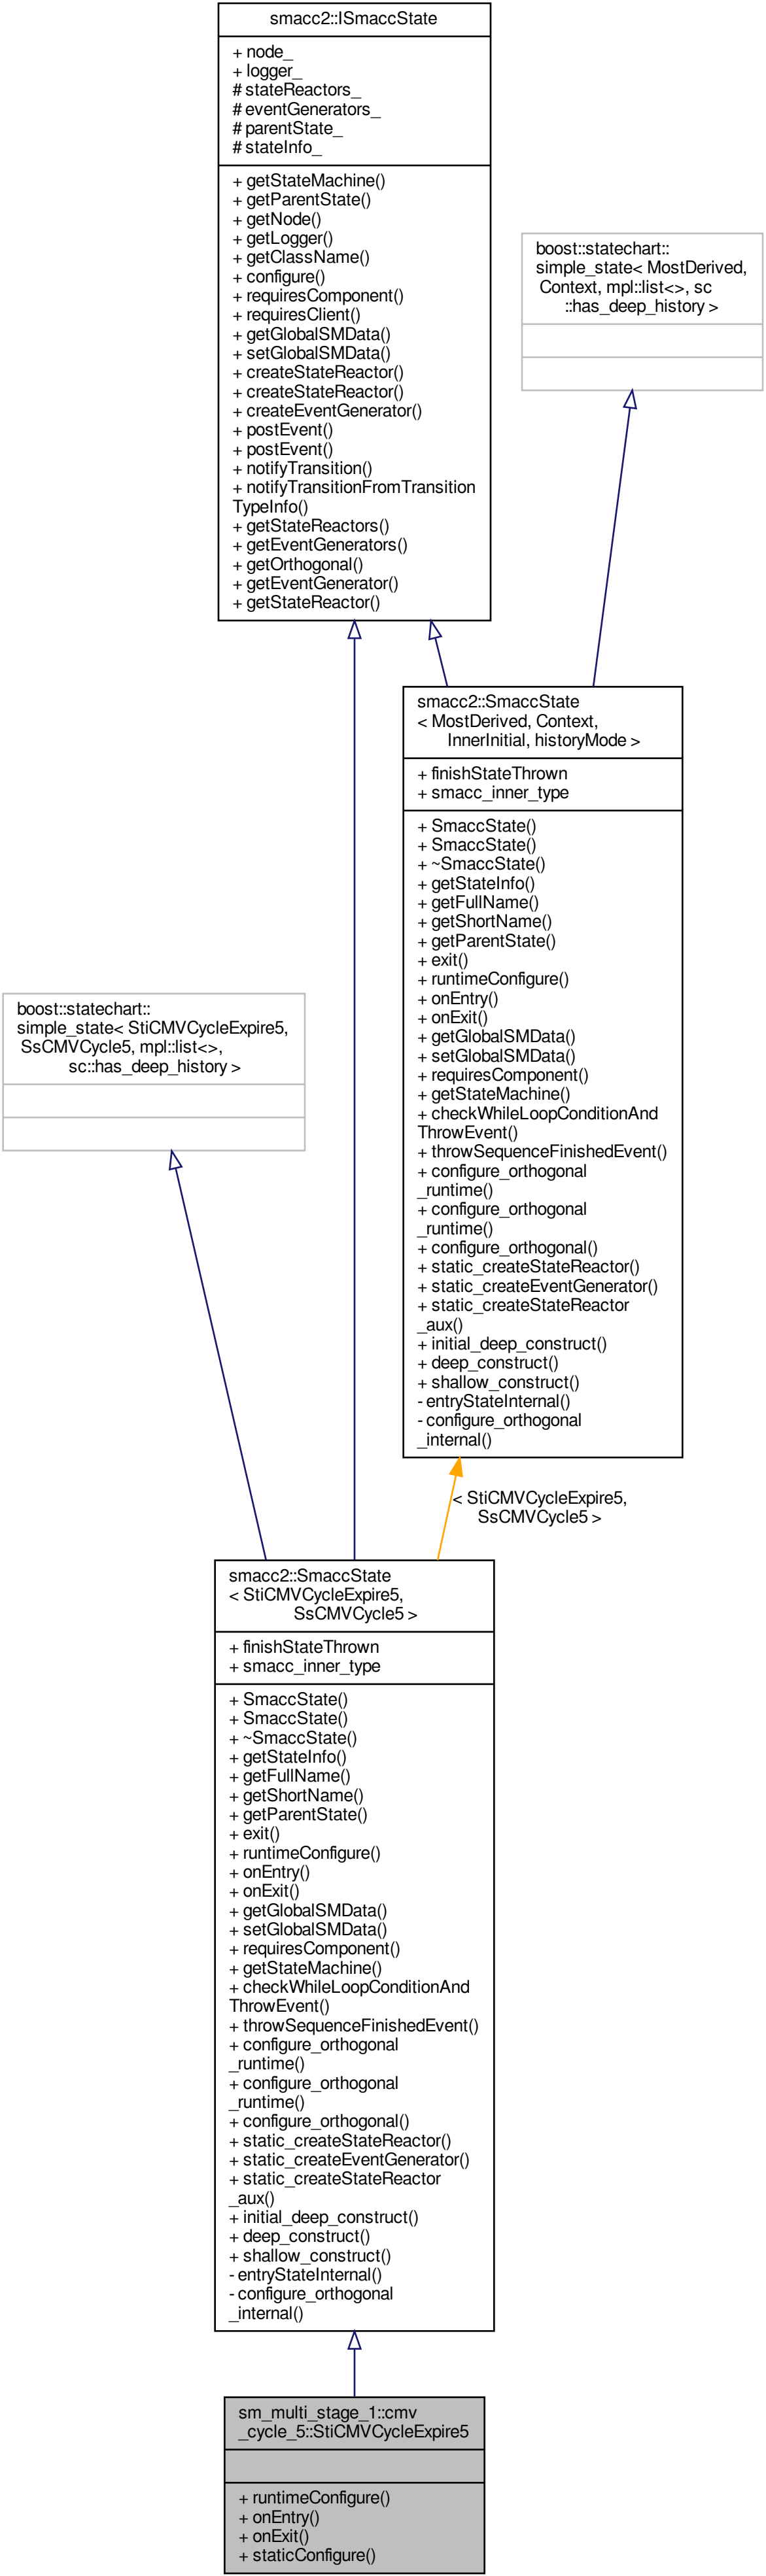 smacc2::ISmaccState
+ node_
+ logger_
# stateReactors_
# eventGenerators_
# parentState_
# stateInfo_
+ getStateMachine()
+ getParentState()
+ getNode()
+ getLogger()
+ getClassName()
+ configure()
+ requiresComponent()
+ requiresClient()
+ getGlobalSMData()
+ setGlobalSMData()
+ createStateReactor()
+ createStateReactor()
+ createEventGenerator()
+ postEvent()
+ postEvent()
+ notifyTransition()
+ notifyTransitionFromTransition
TypeInfo()
+ getStateReactors()
+ getEventGenerators()
+ getOrthogonal()
+ getEventGenerator()
+ getStateReactor()
boost::statechart::
simple_state< MostDerived,
Context, mpl::list<>, sc
::has_deep_history >
smacc2::SmaccState
< MostDerived, Context,
InnerInitial, historyMode >
+ finishStateThrown
+ smacc_inner_type
+ SmaccState()
+ SmaccState()
+ ~SmaccState()
+ getStateInfo()
+ getFullName()
+ getShortName()
+ getParentState()
+ exit()
+ runtimeConfigure()
+ onEntry()
+ onExit()
+ getGlobalSMData()
+ setGlobalSMData()
+ requiresComponent()
+ getStateMachine()
+ checkWhileLoopConditionAnd
ThrowEvent()
+ throwSequenceFinishedEvent()
+ configure_orthogonal
_runtime()
+ configure_orthogonal
_runtime()
+ configure_orthogonal()
+ static_createStateReactor()
+ static_createEventGenerator()
+ static_createStateReactor
_aux()
+ initial_deep_construct()
+ deep_construct()
+ shallow_construct()
- entryStateInternal()
- configure_orthogonal
_internal()
boost::statechart::
simple_state< StiCMVCycleExpire5,
SsCMVCycle5, mpl::list<>,
sc::has_deep_history >
< StiCMVCycleExpire5,
SsCMVCycle5 >
smacc2::SmaccState
< StiCMVCycleExpire5,
SsCMVCycle5 >
+ finishStateThrown
+ smacc_inner_type
+ SmaccState()
+ SmaccState()
+ ~SmaccState()
+ getStateInfo()
+ getFullName()
+ getShortName()
+ getParentState()
+ exit()
+ runtimeConfigure()
+ onEntry()
+ onExit()
+ getGlobalSMData()
+ setGlobalSMData()
+ requiresComponent()
+ getStateMachine()
+ checkWhileLoopConditionAnd
ThrowEvent()
+ throwSequenceFinishedEvent()
+ configure_orthogonal
_runtime()
+ configure_orthogonal
_runtime()
+ configure_orthogonal()
+ static_createStateReactor()
+ static_createEventGenerator()
+ static_createStateReactor
_aux()
+ initial_deep_construct()
+ deep_construct()
+ shallow_construct()
- entryStateInternal()
- configure_orthogonal
_internal()
sm_multi_stage_1::cmv
_cycle_5::StiCMVCycleExpire5
+ runtimeConfigure()
+ onEntry()
+ onExit()
+ staticConfigure()